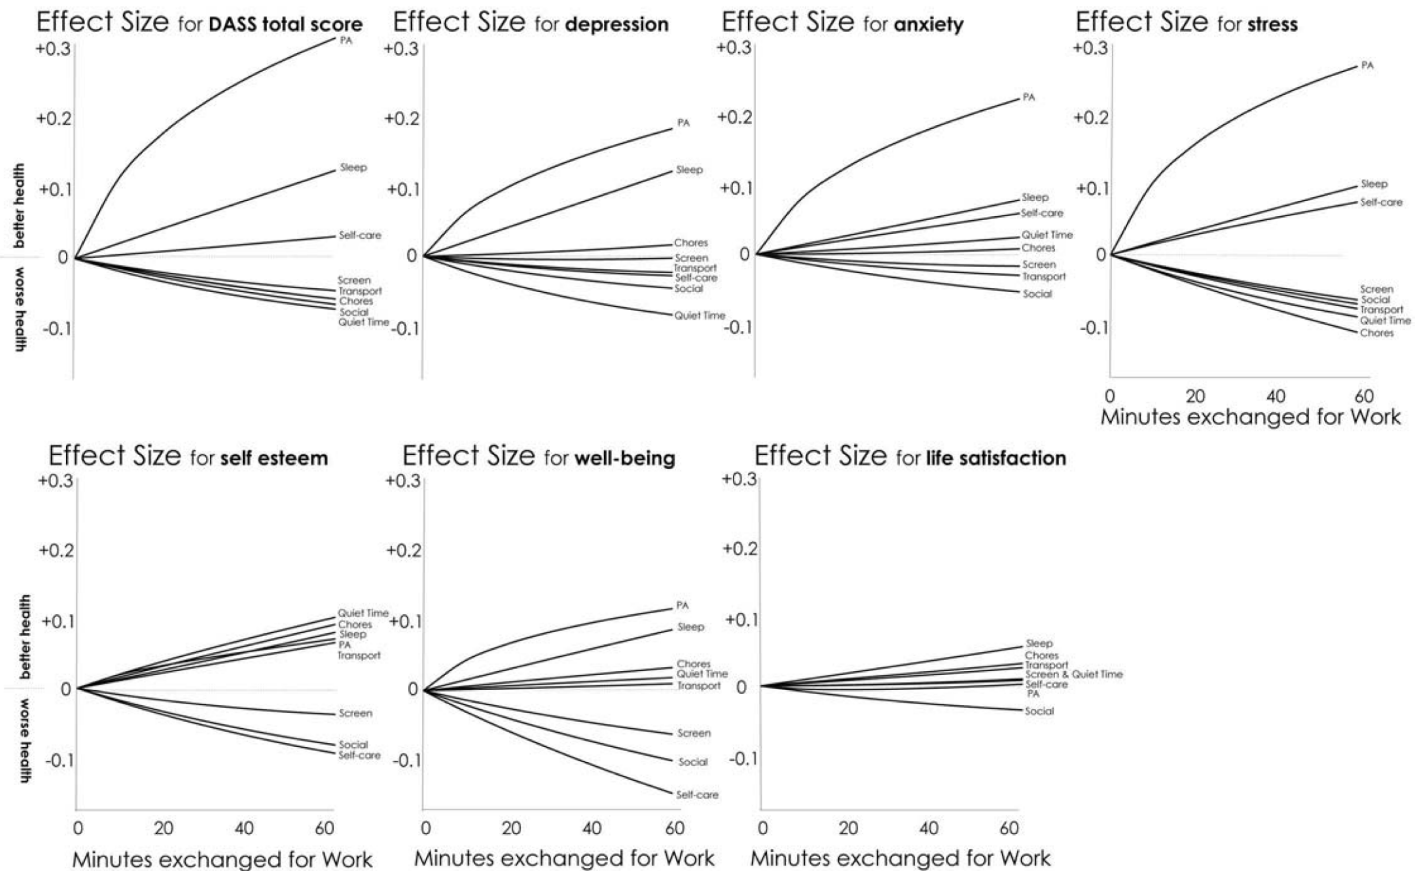 Effect Size for DASS total score
+0.3
+0.2
+0.1
0
-0.1
better health
worse health
PA
Sleep
Self-care
Screen
Transport
Chores
Social
Quiet Time
Effect Size for depression
+0.3
+0.2
+0.1
0
-0.1
PA
Sleep
Chores
Screen
Transport
Self-care
Social
Quiet Time
Effect Size for anxiety
+0.3
+0.2
+0.1
0
-0.1
PA
Sleep
Self-care
Quiet Time
Chores
Screen
Transport
Social
Effect Size for stress
+0.3
+0.2
+0.1
0
-0.1
PA
Sleep
Self-care
Screen
Social
Transport
Quiet Time
Chores
0 20 40 60
Minutes exchanged for Work
Effect Size for self esteem
+0.3
+0.2
+0.1
0
-0.1
better health
worse health
Quiet Time
Chores
Sleep
PA
Transport
Screen
Social
Self-care
0 20 40 60
Minutes exchanged for Work
Effect Size for well-being
+0.3
+0.2
+0.1
0
-0.1
PA
Sleep
Chores
Quiet Time
Transport
Screen
Social
Self-care
0 20 40 60
Minutes exchanged for Work
Effect Size for life satisfaction
+0.3
+0.2
+0.1
0
-0.1
Sleep
Chores
Transport
Screen & Quiet Time
Self-care
PA
Social
0 20 40 60
Minutes exchanged for Work